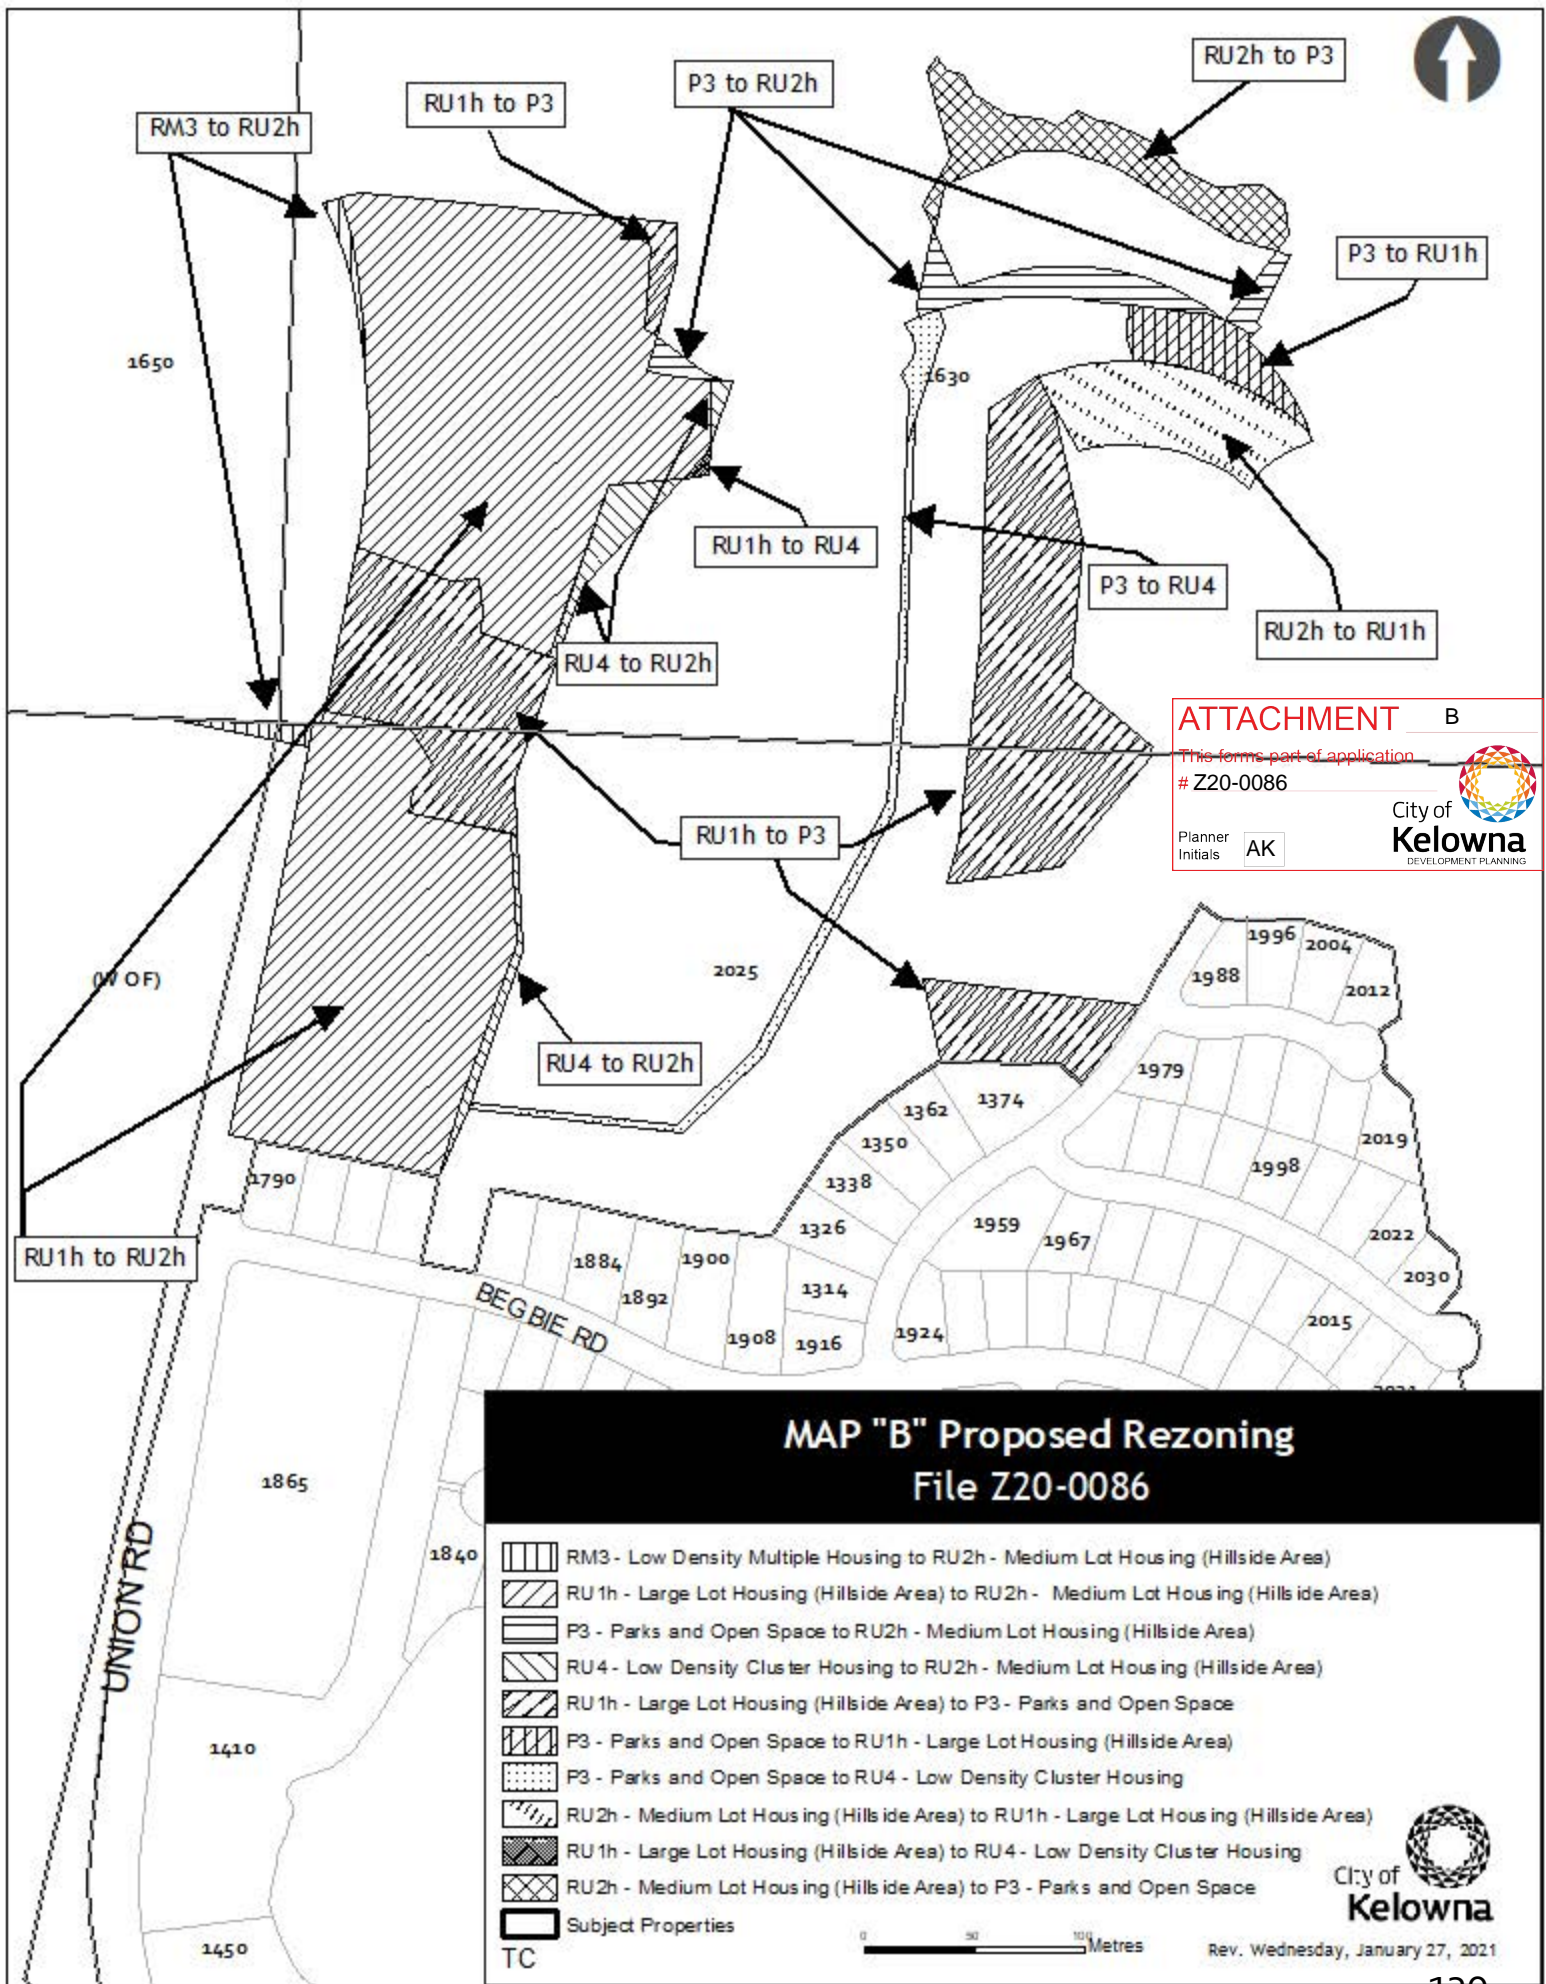 RU2h to P3
P3 to RU2h
RU1h to P3
RM3 to RU2h
P3 to RU1h
1650
1630
RU1h to RU4
P3 to RU4
RU2h to RU1h
RU4 to RU2h
ATTACHMENT B
This forms part of application
# Z20-0086
City of
Kelowna
DEVELOPMENT PLANNING
Planner
Initials AK
RU1h to P3
1996
2004
1988
2012
2025
(W OF)
RU4 to RU2h
1979
1374
1362
1350
2019
1998
1790
1338
1326
1959
1967
2022
RU1h to RU2h
1884
1900
2030
1892
1314
BEGBIE RD
1908
1916
1924
2015
MAP "B" Proposed Rezoning
File Z20-0086
1865
1840
UNION RD
1410
1450
RM3 - Low Density Multiple Housing to RU2h - Medium Lot Housing (Hillside Area)
RU1h - Large Lot Housing (Hillside Area) to RU2h - Medium Lot Housing (Hillside Area)
P3 - Parks and Open Space to RU2h - Medium Lot Housing (Hillside Area)
RU4 - Low Density Cluster Housing to RU2h - Medium Lot Housing (Hillside Area)
RU1h - Large Lot Housing (Hillside Area) to P3 - Parks and Open Space
P3 - Parks and Open Space to RU1h - Large Lot Housing (Hillside Area)
P3 - Parks and Open Space to RU4 - Low Density Cluster Housing
RU2h - Medium Lot Housing (Hillside Area) to RU1h - Large Lot Housing (Hillside Area)
RU1h - Large Lot Housing (Hillside Area) to RU4 - Low Density Cluster Housing
RU2h - Medium Lot Housing (Hillside Area) to P3 - Parks and Open Space
Subject Properties
TC
0 50 100 Metres
City of
Kelowna
Rev. Wednesday, January 27, 2021